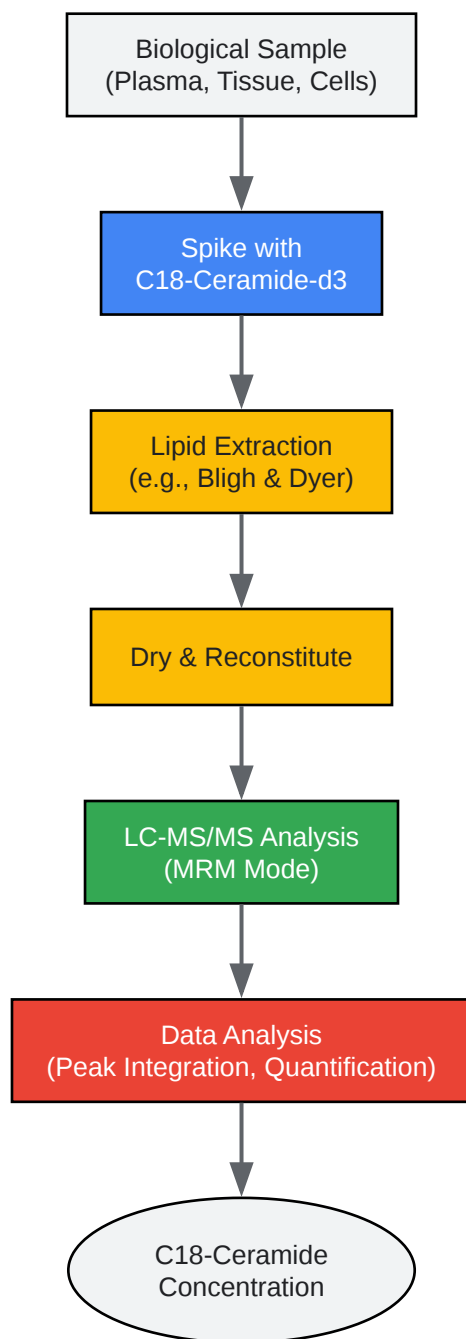 Biological Sample
(Plasma, Tissue, Cells)
Spike with
C18-Ceramide-d3
Lipid Extraction
(e.g., Bligh & Dyer)
Dry & Reconstitute
LC-MS/MS Analysis
(MRM Mode)
Data Analysis
(Peak Integration, Quantification)
C18-Ceramide
Concentration